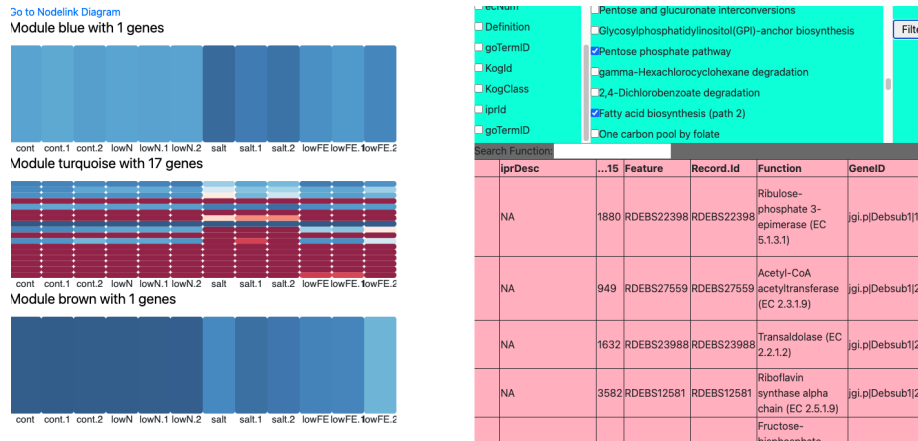 Go to Nodelink Diagram
Module blue with 1 genes
cont cont.1 cont.2 lowN lowN.1 lowN.2 salt salt.1 salt.2 lowFE lowFE.1 lowFE.2
Module turquoise with 17 genes
cont cont.1 cont.2 lowN lowN.1 lowN.2 salt salt.1 salt.2 lowFE lowFE.1 lowFE.2
Module brown with 1 genes
cont cont.1 cont.2 lowN lowN.1 lowN.2 salt salt.1 salt.2 lowFE lowFE.1 lowFE.2
ecNum
Definition
goTermID
KogId
KogClass
iprId
goTermID
Pentose and glucuronate interconversions
Glycosylphosphatidylinositol(GPI)-anchor biosynthesis
Pentose phosphate pathway
gamma-Hexachlorocyclohexane degradation
2,4-Dichlorobenzoate degradation
Fatty acid biosynthesis (path 2)
One carbon pool by folate
Filte
Search Function:
iprDesc ...15 Feature Record.Id Function GeneID
NA 1880 RDEBS22398 RDEBS22398 Ribulose-
phosphate 3-
epimerase (EC
5.1.3.1) jgi.p|Debsub1|1
NA 949 RDEBS27559 RDEBS27559 Acetyl-CoA
acetyltransferase
(EC 2.3.1.9) jgi.p|Debsub1|2
NA 1632 RDEBS23988 RDEBS23988 Transaldolase (EC
2.2.1.2) jgi.p|Debsub1|2
NA 3582 RDEBS12581 RDEBS12581 Riboflavin
synthase alpha
chain (EC 2.5.1.9) jgi.p|Debsub1|2
Fructose-
bisphosphate